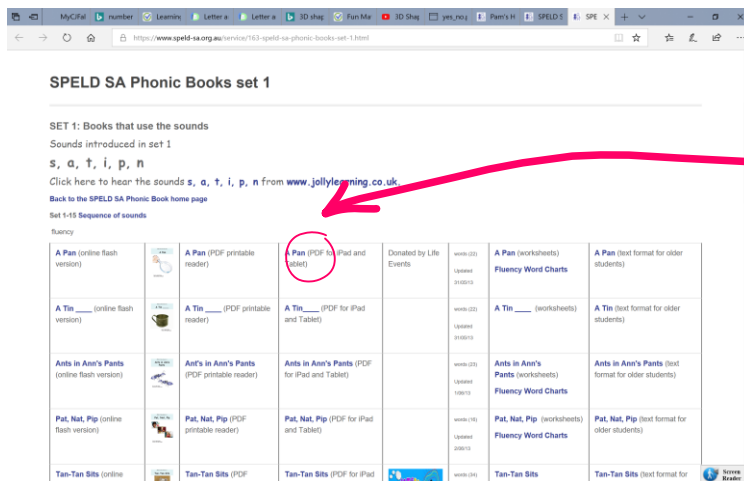 MyCiFal
number
Learning
Letter a
Letter a
3D shap
Fun Ma
3D Shap
yes_no.j
Pam's H
SPELD S
SPE
https://www.speld-sa.org.au/service/163-speld-sa-phonic-books-set-1.html
SPELD SA Phonic Books set 1
SET 1: Books that use the sounds
Sounds introduced in set 1
s, a, t, i, p, n
Click here to hear the sounds s, a, t, i, p, n from www.jollylearning.co.uk.
Back to the SPELD SA Phonic Book home page
Set 1-15 Sequence of sounds
fluency
A Pan (online flash
version)
A Pan (PDF printable
reader)
A Pan (PDF for iPad and
Tablet)
Donated by Life
Events
words (22)
Updated
31/05/13
A Pan (worksheets)
Fluency Word Charts
A Pan (text format for older
students)
A Tin ____ (online flash
version)
A Tin ____ (PDF printable
reader)
A Tin____ (PDF for iPad
and Tablet)
words (22)
Updated
31/05/13
A Tin ____ (worksheets)
A Tin (text format for older
students)
Ants in Ann's Pants
(online flash version)
Ant's in Ann's Pants
(PDF printable reader)
Ants in Ann's Pants (PDF
for iPad and Tablet)
words (23)
Updated
1/06/13
Ants in Ann's
Pants (worksheets)
Fluency Word Charts
Ants in Ann's Pants (text
format for older students)
Pat, Nat, Pip (online
flash version)
Pat, Nat, Pip (PDF
printable reader)
Pat, Nat, Pip (PDF for iPad
and Tablet)
words (16)
Updated
2/05/13
Pat, Nat, Pip (worksheets)
Fluency Word Charts
Pat, Nat, Pip (text format for
older students)
Tan-Tan Sits (online
Tan-Tan Sits (PDF
Tan-Tan Sits (PDF for iPad
words (34)
Tan-Tan Sits
Tan-Tan Sits (text format for
Screen
Reader